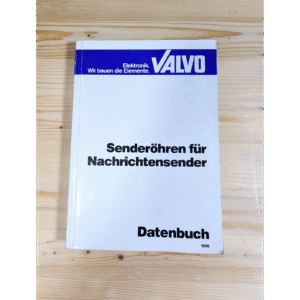 Elektronik.
Wir bauen die Elemente.
VALVO
Senderöhren für
Nachrichtensender
Datenbuch